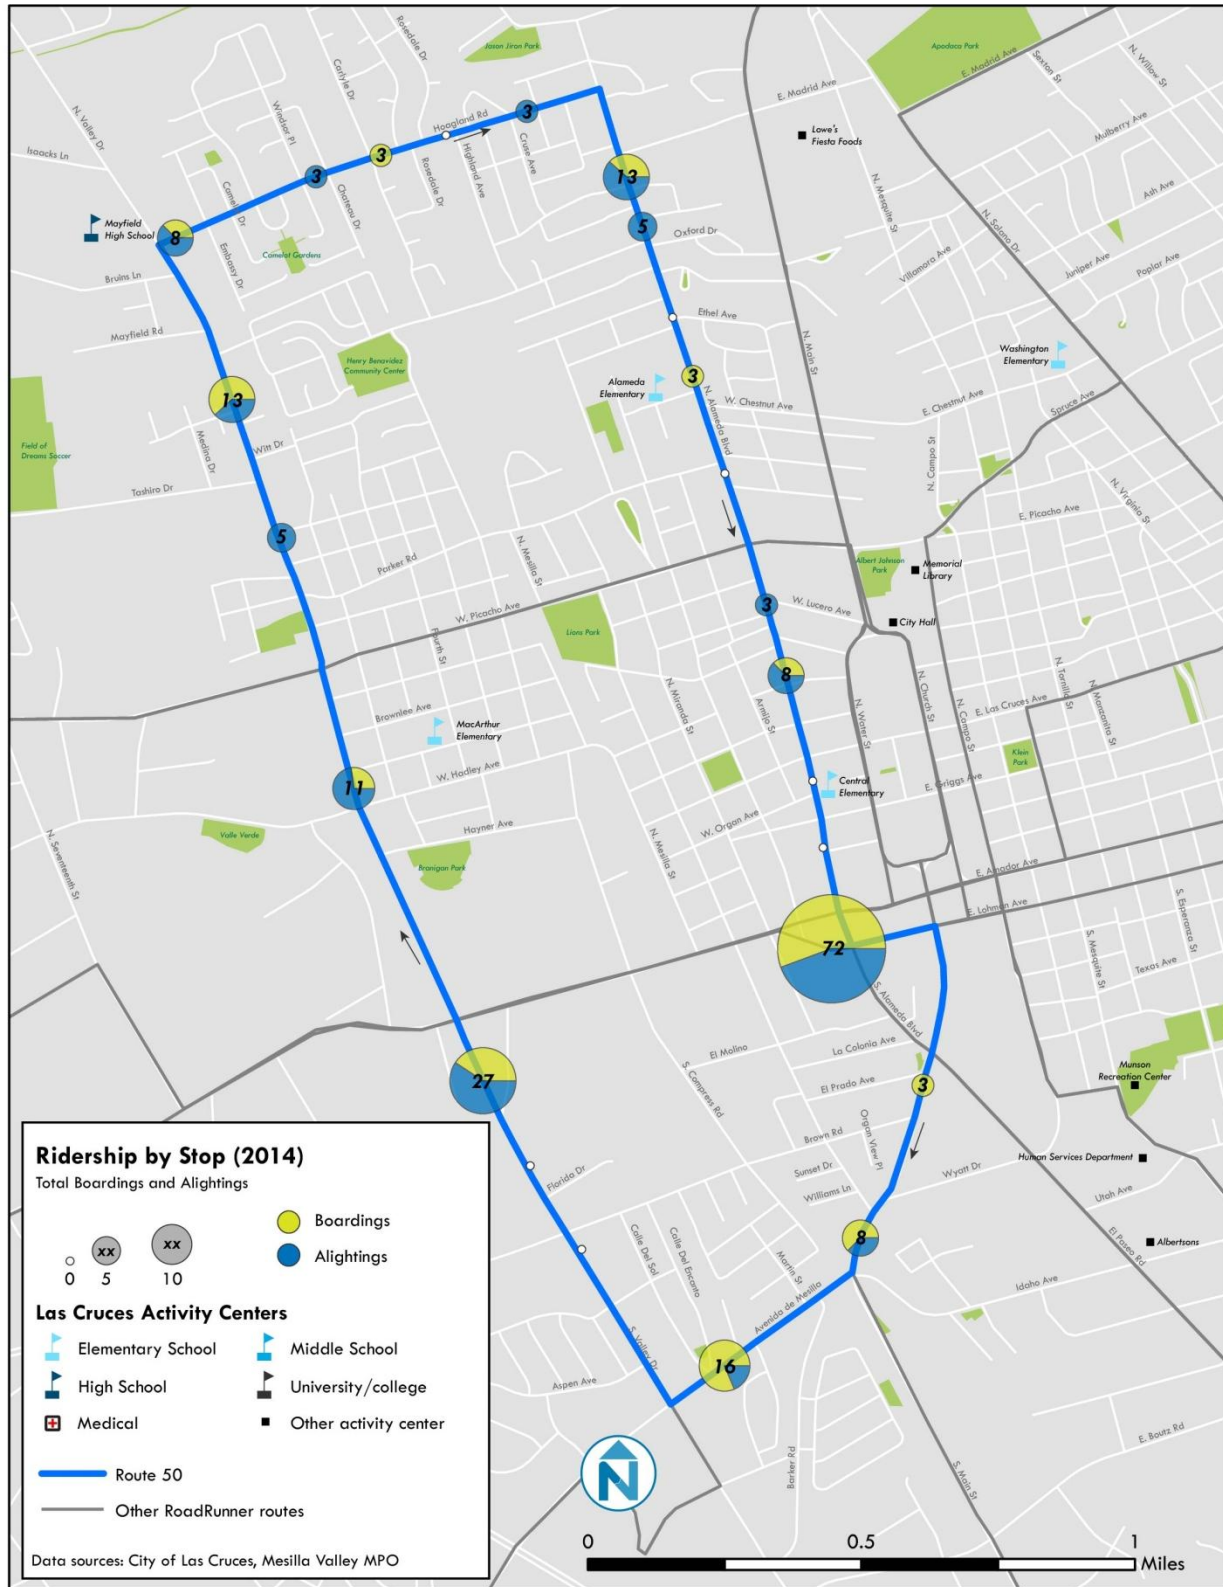 Jason Jiron Park
Apodaca Park
Rosedale Dr
Carlyle Dr
Windsor Pl
N. Valley Dr
Isaacks Ln
Hoagland Rd
Cruse Ave
Highland Ave
Rosedale Dr
Chateau Dr
Camelot Dr
Embassy Dr
Camelot Gardens
3
3
3
8
13
5
Mayfield
High School
Bruins Ln
Mayfield Rd
Oxford Dr
Ethel Ave
E. Madrid Ave
E. Madrid Ave
Sexton St
N. Willow St
Mulberry Ave
Ash Ave
Lowe's
Fiesta Foods
N. Mesquite St
N. Solano Dr
Villamora Ave
Juniper Ave
Poplar Ave
N. Main St
Washington
Elementary
Spruce Ave
Henry Benavidez
Community Center
Alameda
Elementary
3
N. Alameda Blvd
W. Chestnut Ave
E. Chestnut Ave
N. Campo St
N. Virginia St
E. Picacho Ave
Field of
Dreams Soccer
13
Medina Dr
Witt Dr
Tashiro Dr
5
Parker Rd
N. Mesilla St
W. Picacho Ave
Albert Johnson
Park
Memorial
Library
City Hall
3
W. Lucero Ave
8
Lions Park
Fourth St
Brownlee Ave
MacArthur
Elementary
W. Hadley Ave
Hayner Ave
11
N. Miranda St
Armijo St
N. Water St
N. Church St
N. Campo St
E. Las Cruces Ave
N. Tornillo St
N. Manzanita St
Klein
Park
E. Griggs Ave
Central
Elementary
W. Organ Ave
N. Mesilla St
Valle Verde
Branigan Park
N. Seventeenth St
E. Amador Ave
E. Lohman Ave
S. Esperanza St
S. Mesquite St
Texas Ave
72
S. Alameda Blvd
La Colonia Ave
El Molino
El Prado Ave
3
S. Compress Rd
Organ View Pl
Brown Rd
Sunset Dr
Williams Ln
Wyatt Dr
Munson
Recreation Center
Human Services Department
Utah Ave
El Paseo Rd
Albertsons
27
Florida Dr
Calle Del Sol
Calle Del Encanto
Martin St
8
Idaho Ave
Avenida de Mesilla
16
S. Valley Dr
Aspen Ave
Barker Rd
S. Main St
E. Boutz Rd
Ridership by Stop (2014)
Total Boardings and Alightings
xx xx
0 5 10
Boardings
Alightings
Las Cruces Activity Centers
Elementary School
Middle School
High School
University/college
Medical
Other activity center
Route 50
Other RoadRunner routes
Data sources: City of Las Cruces, Mesilla Valley MPO
N
0 0.5 1
Miles